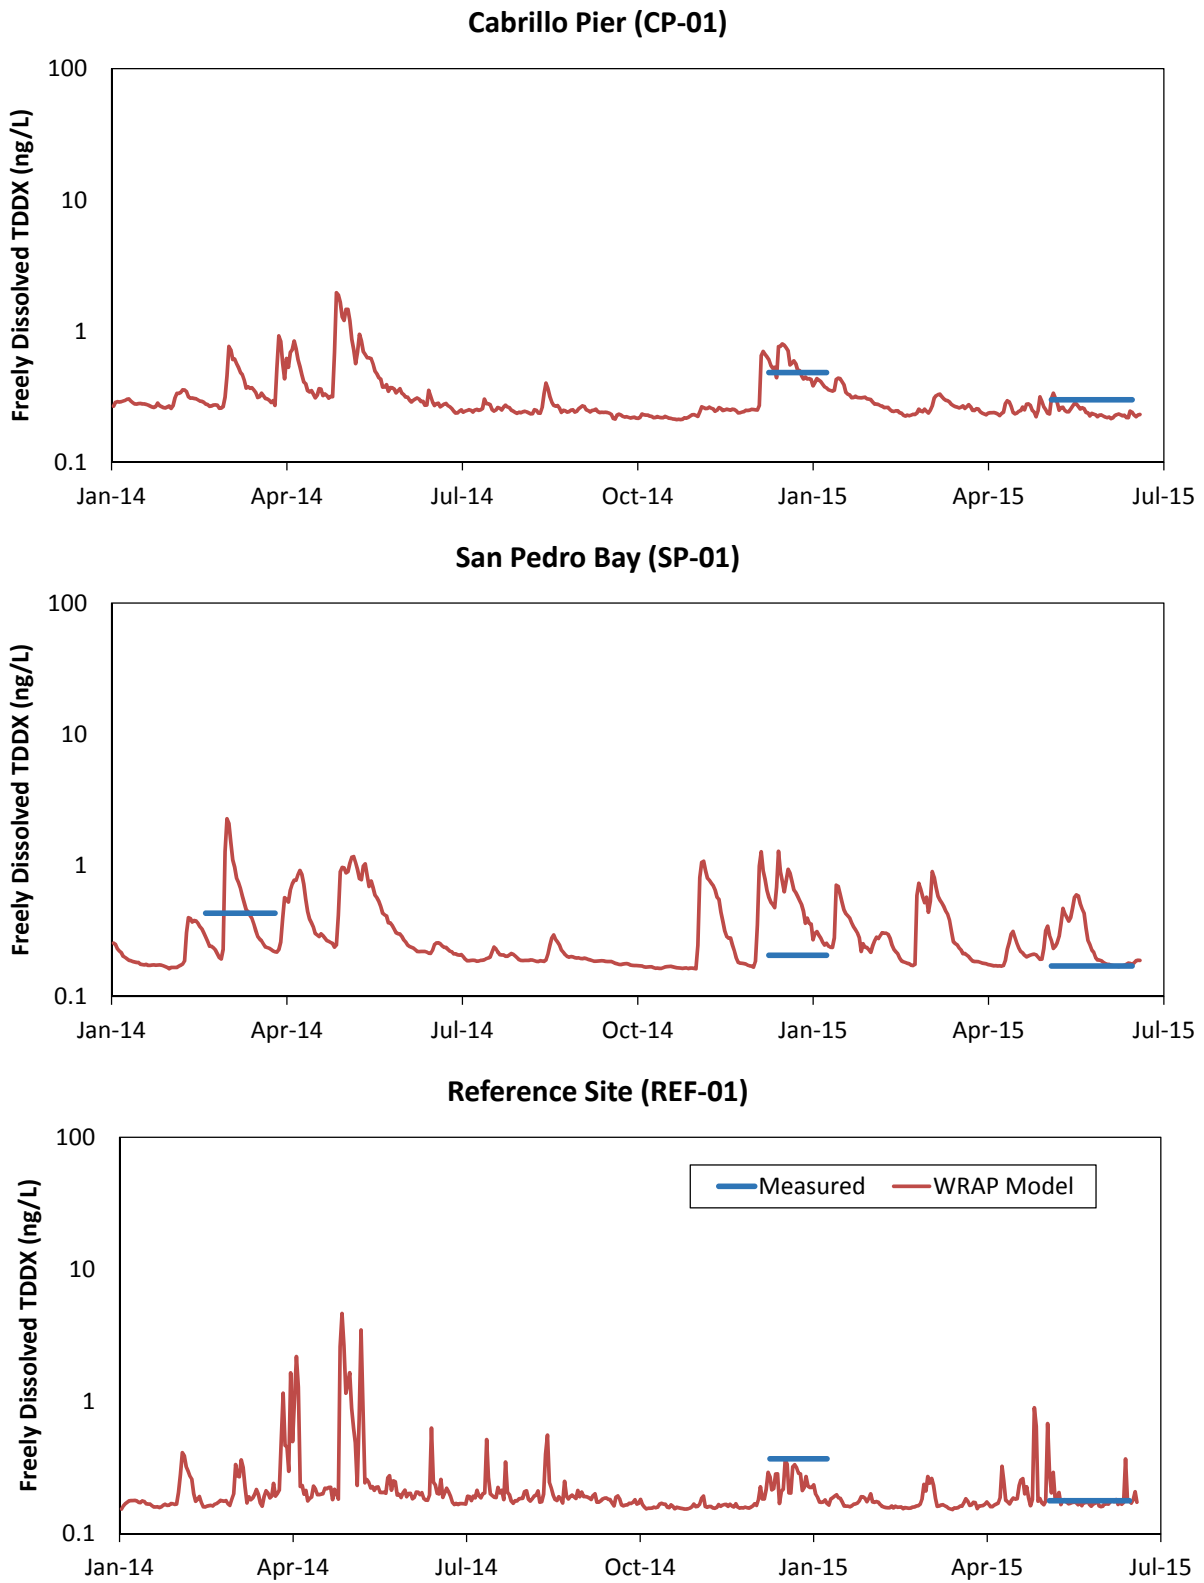 Cabrillo Pier (CP-01)
Freely Dissolved TDDX (ng/L)
100
10
1
0.1
Jan-14 Apr-14 Jul-14 Oct-14 Jan-15 Apr-15 Jul-15
San Pedro Bay (SP-01)
Freely Dissolved TDDX (ng/L)
100
10
1
0.1
Jan-14 Apr-14 Jul-14 Oct-14 Jan-15 Apr-15 Jul-15
Reference Site (REF-01)
Freely Dissolved TDDX (ng/L)
100
10
1
0.1
Measured WRAP Model
Jan-14 Apr-14 Jul-14 Oct-14 Jan-15 Apr-15 Jul-15